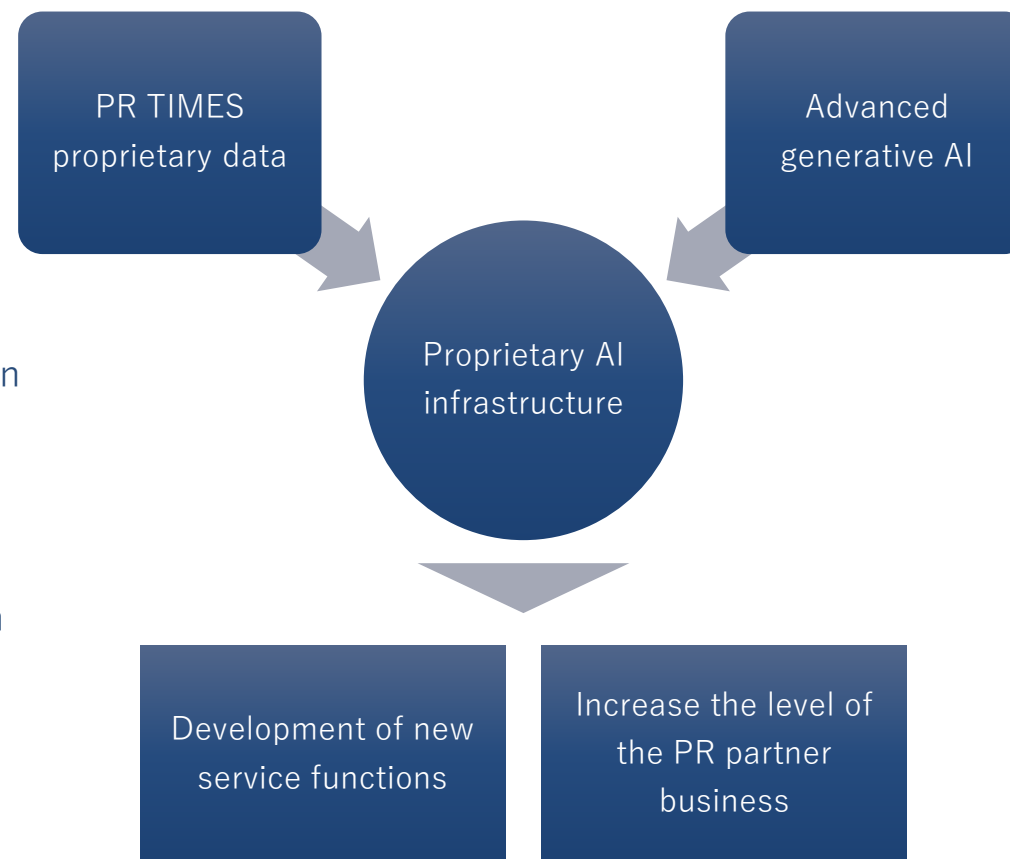 PR TIMES
proprietary data
Advanced
generative AI
Proprietary AI
infrastructure
Development of new
service functions
Increase the level of
the PR partner
business